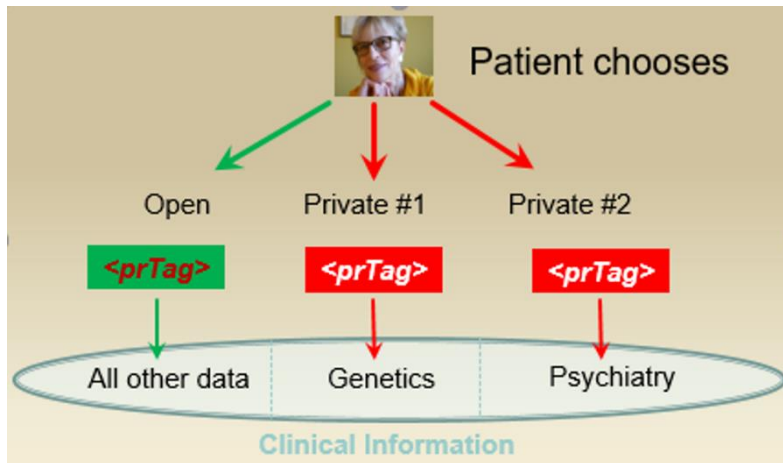 Patient chooses
Open Private #1 Private #2
<prTag> <prTag> <prTag>
All other data Genetics Psychiatry
Clinical Information